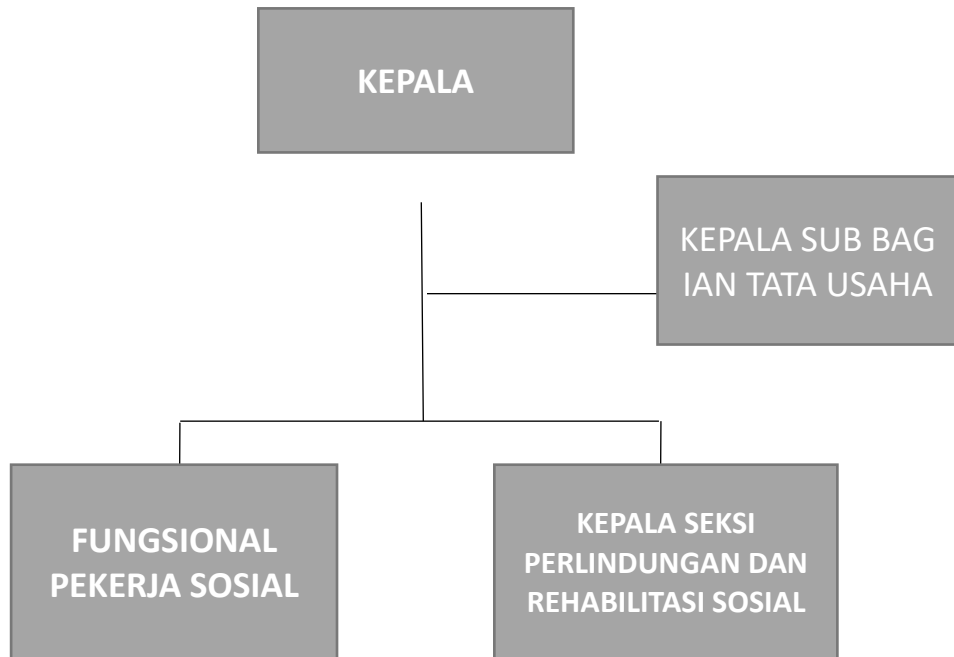 KEPALA
KEPALA SUB BAG
IAN TATA USAHA
FUNGSIONAL
PEKERJA SOSIAL
KEPALA SEKSI
PERLINDUNGAN DAN
REHABILITASI SOSIAL